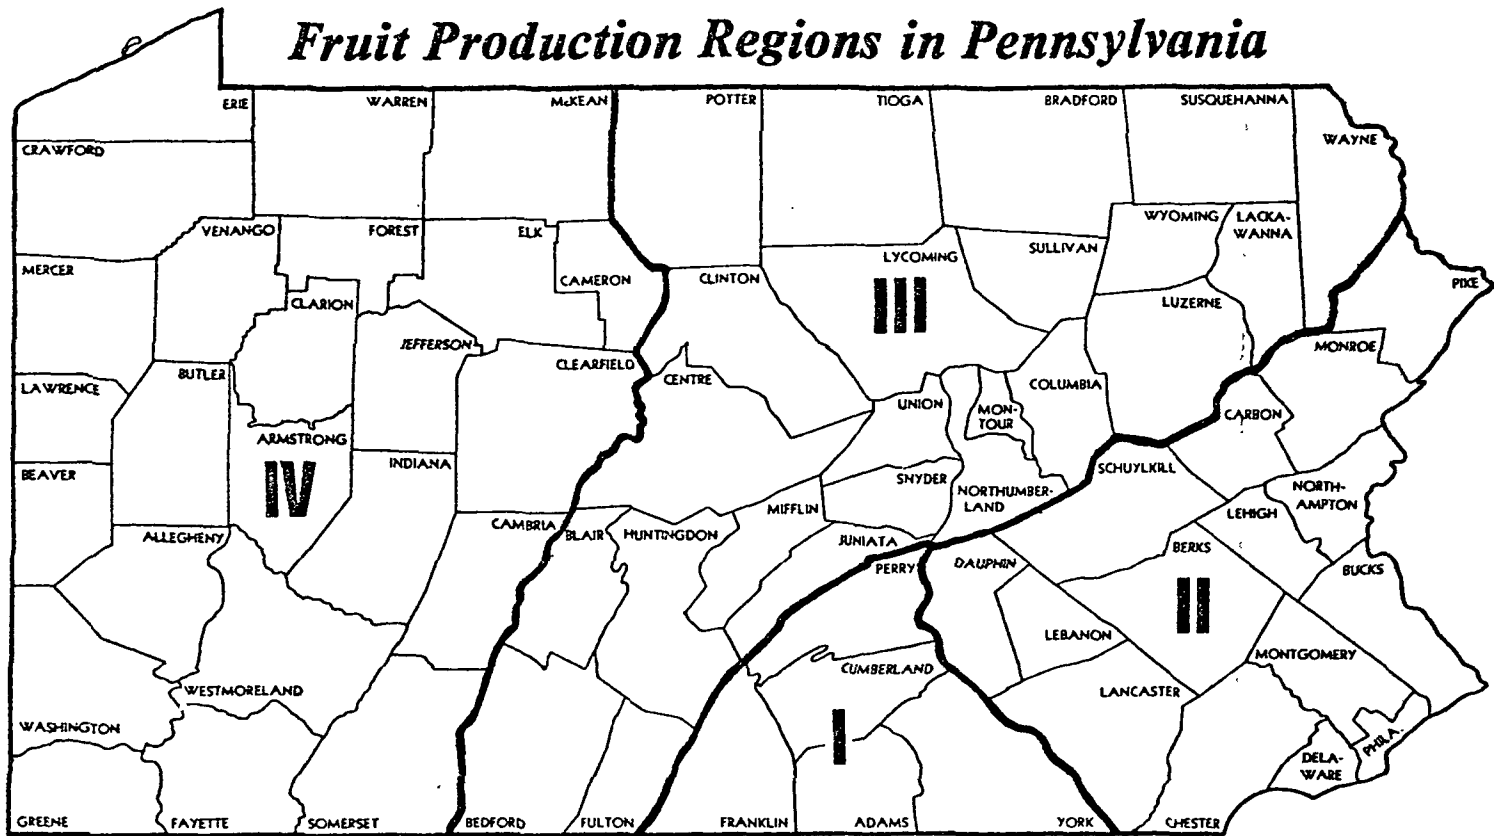 Fruit Production Regions in Pennsylvania
ERIE
WARREN
McKEAN
POTTER
TIOGA
BRADFORD
SUSQUEHANNA
WAYNE
CRAWFORD
VENANGO
FOREST
ELK
WYOMING
LACKA-
WANNA
SULLIVAN
LYCOMING
MERCER
CAMERON
CLINTON
PIKE
CLARION
III
LUZERNE
JEFFERSON
MONROE
CLEARFIELD
CENTRE
BUTLER
LAWRENCE
COLUMBIA
UNION
MON-
TOUR
CARBON
ARMSTRONG
INDIANA
BEAVER
IV
SCHUYLKILL
SNYDER
NORTHUMBER-
LAND
NORTH-
AMPTON
MIFFLIN
LEHIGH
CAMBRIA
BLAIR
HUNTINGDON
ALLEGHENY
JUNIATA
BERKS
PERRY
DAUPHIN
BUCKS
II
LEBANON
MONTGOMERY
CUMBERLAND
WESTMORELAND
LANCASTER
WASHINGTON
I
PHILA.
DELA-
WARE
GREENE
FAYETTE
SOMERSET
BEDFORD
FULTON
FRANKLIN
ADAMS
YORK
CHESTER